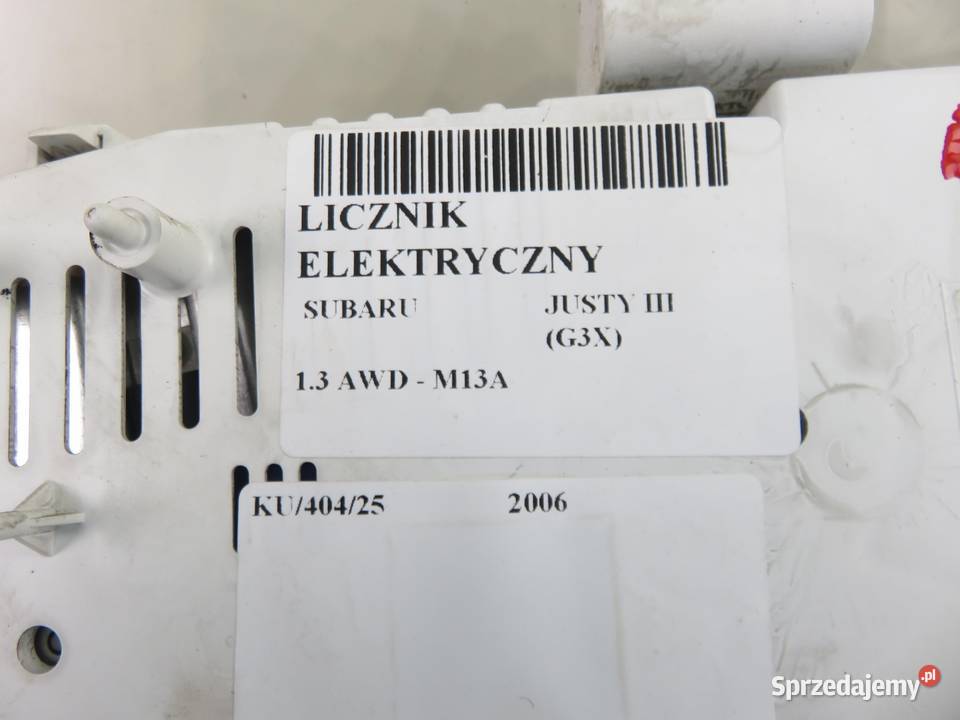 LICZNIK
ELEKTRYCZNY
SUBARU JUSTY III
(G3X)
1.3 AWD - M13A
KU/404/25 2006
Sprzedajemy.pl